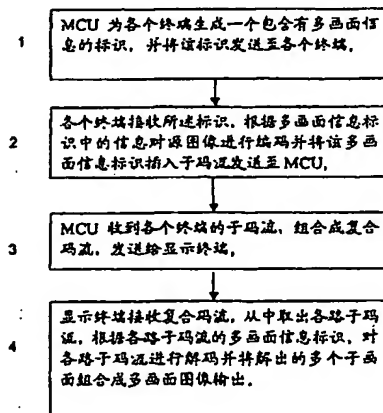 1
MCU 为各个终端生成一个包含有多画面信
息的标识，并将该标识发送至各个终端，
2
各个终端接收所述标识，根据多画面信息标
识中的信息对源图像进行编码并将该多画
面信息标识插入子码流发送至MCU，
3
MCU 收到各个终端的子码流，组合成复合
码流，发送给显示终端，
4
显示终端接收复合码流，从中取出各路子码
流，根据各路子码流的多画面信息标识，对
各路子码流进行解码并将解出的多个子画
面组合成多画面图像输出。